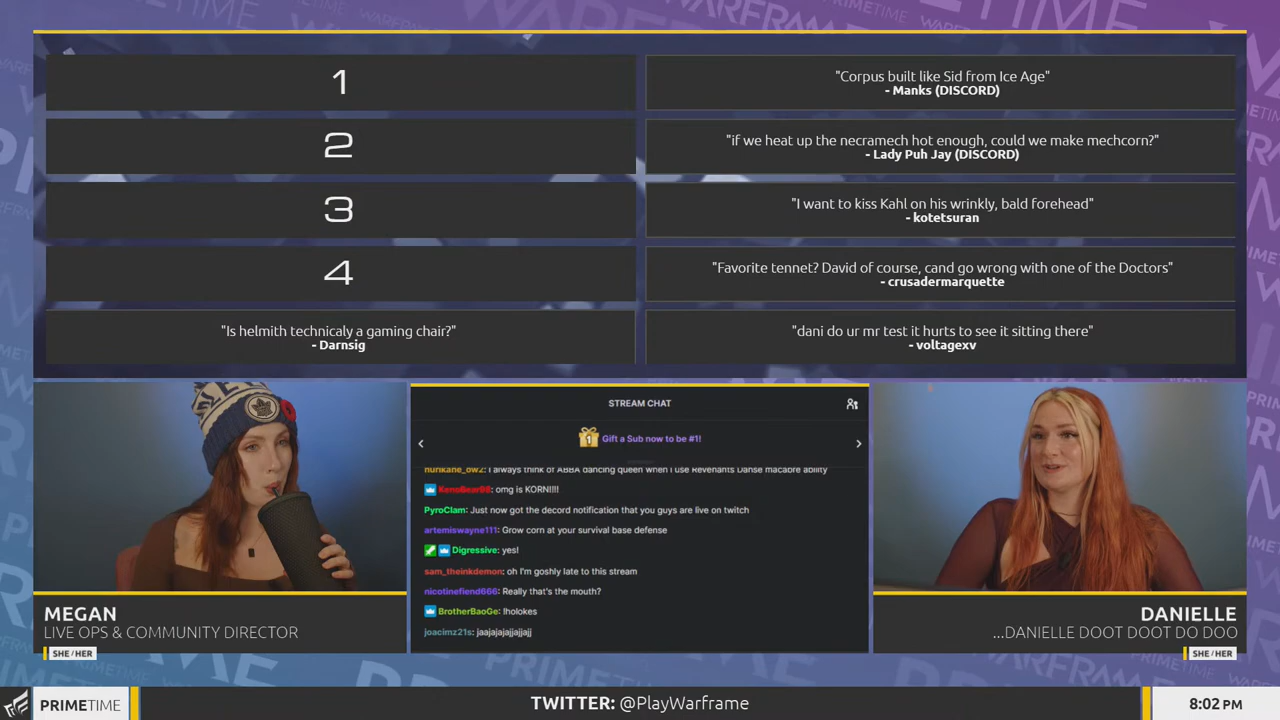 1
"Corpus built like Sid from Ice Age"
- Manks (DISCORD)
2
"if we heat up the necramech hot enough, could we make mechcorn?"
- Lady Puh Jay (DISCORD)
3
"I want to kiss Kahl on his wrinkly, bald forehead"
- kotetsuran
4
"Favorite tennet? David of course, cand go wrong with one of the Doctors"
- crusadermarquette
"Is helmith technicaly a gaming chair?"
- Darnsig
"dani do ur mr test it hurts to see it sitting there"
- voltagexv
STREAM CHAT
1 Gift a Sub now to be #1!
I always think of ABBA dancing queen when i use Revenants Danse macabre ability
omg is KORN!!!!
PyroClam: Just now got the decord notification that you guys are live on twitch
artemiswayne111: Grow corn at your survival base defense
Digressive: yes!
sam_theinkdemon: oh I'm goshly late to this stream
nicotinefiend666: Really that's the mouth?
BrotherBaoGe: !holokes
joacimz21s: jaajajajajjajjajj
MEGAN
LIVE OPS & COMMUNITY DIRECTOR
SHE/HER
DANIELLE
...DANIELLE DOOT DOOT DO DOO
SHE/HER
PRIMETIME
TWITTER: @PlayWarframe
8:02 PM